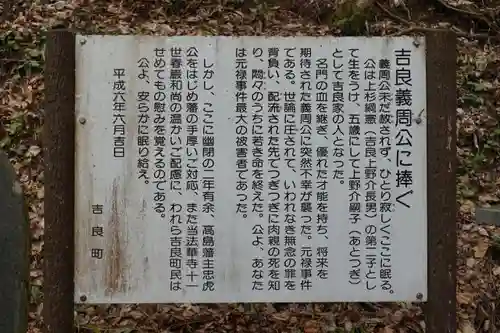 吉良義周公に捧ぐ
義周公未だ赦されず、ひとり寂しくここに眠る。
公は上杉綱憲（吉良上野介長男）の第二子とし
て生をうけ、五歳にして上野介嗣子（あとつぎ）
として吉良家の人となった。
名門の血を継ぎ、優れた才能を持ち、将来を
期待された義周公に突然不幸が襲った。元禄事件
である。世論に圧されて、いわれなき無念の罪を
背負い、配流された先でつぎつぎに肉親の死を知
り、悶々のうちに若き命を終えた。公よ、あなた
は元禄事件最大の被害者であった。
しかし、ここに幽閉の二年有余、高島藩主忠虎
公をはじめ藩の手厚いご対応、また当法華寺十一
世春巌和尚の温かいご配慮に、われら吉良町民は
せめてもの慰みを覚えるのである。
公よ、安らかに眠り給え。
平成六年六月吉日
吉良町